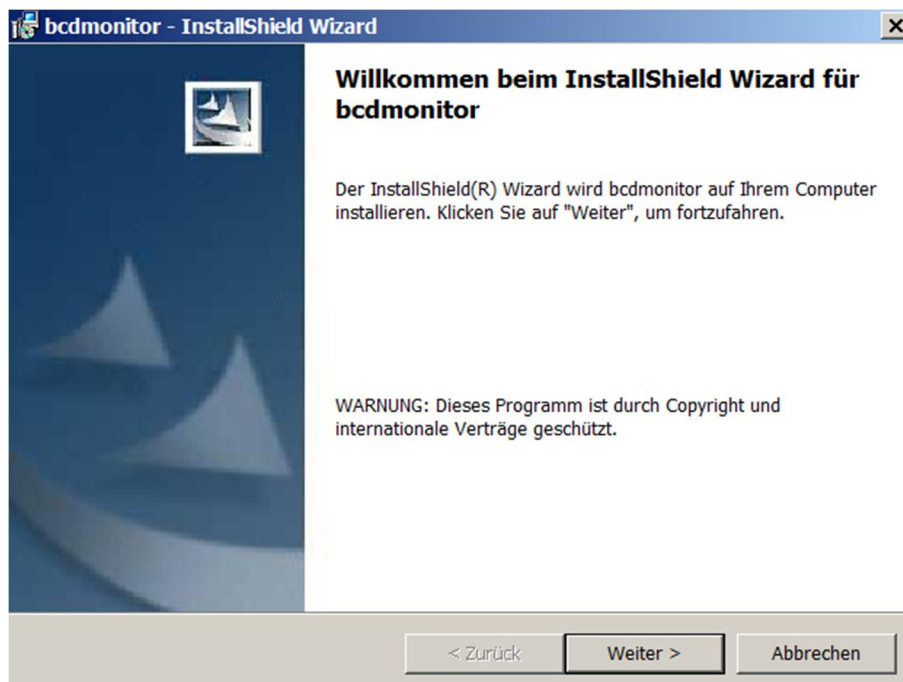 bcdmonitor - InstallShield Wizard
Willkommen beim InstallShield Wizard für
bcdmonitor
Der InstallShield(R) Wizard wird bcdmonitor auf Ihrem Computer
installieren. Klicken Sie auf "Weiter", um fortzufahren.
WARNUNG: Dieses Programm ist durch Copyright und
internationale Verträge geschützt.
< Zurück
Weiter >
Abbrechen